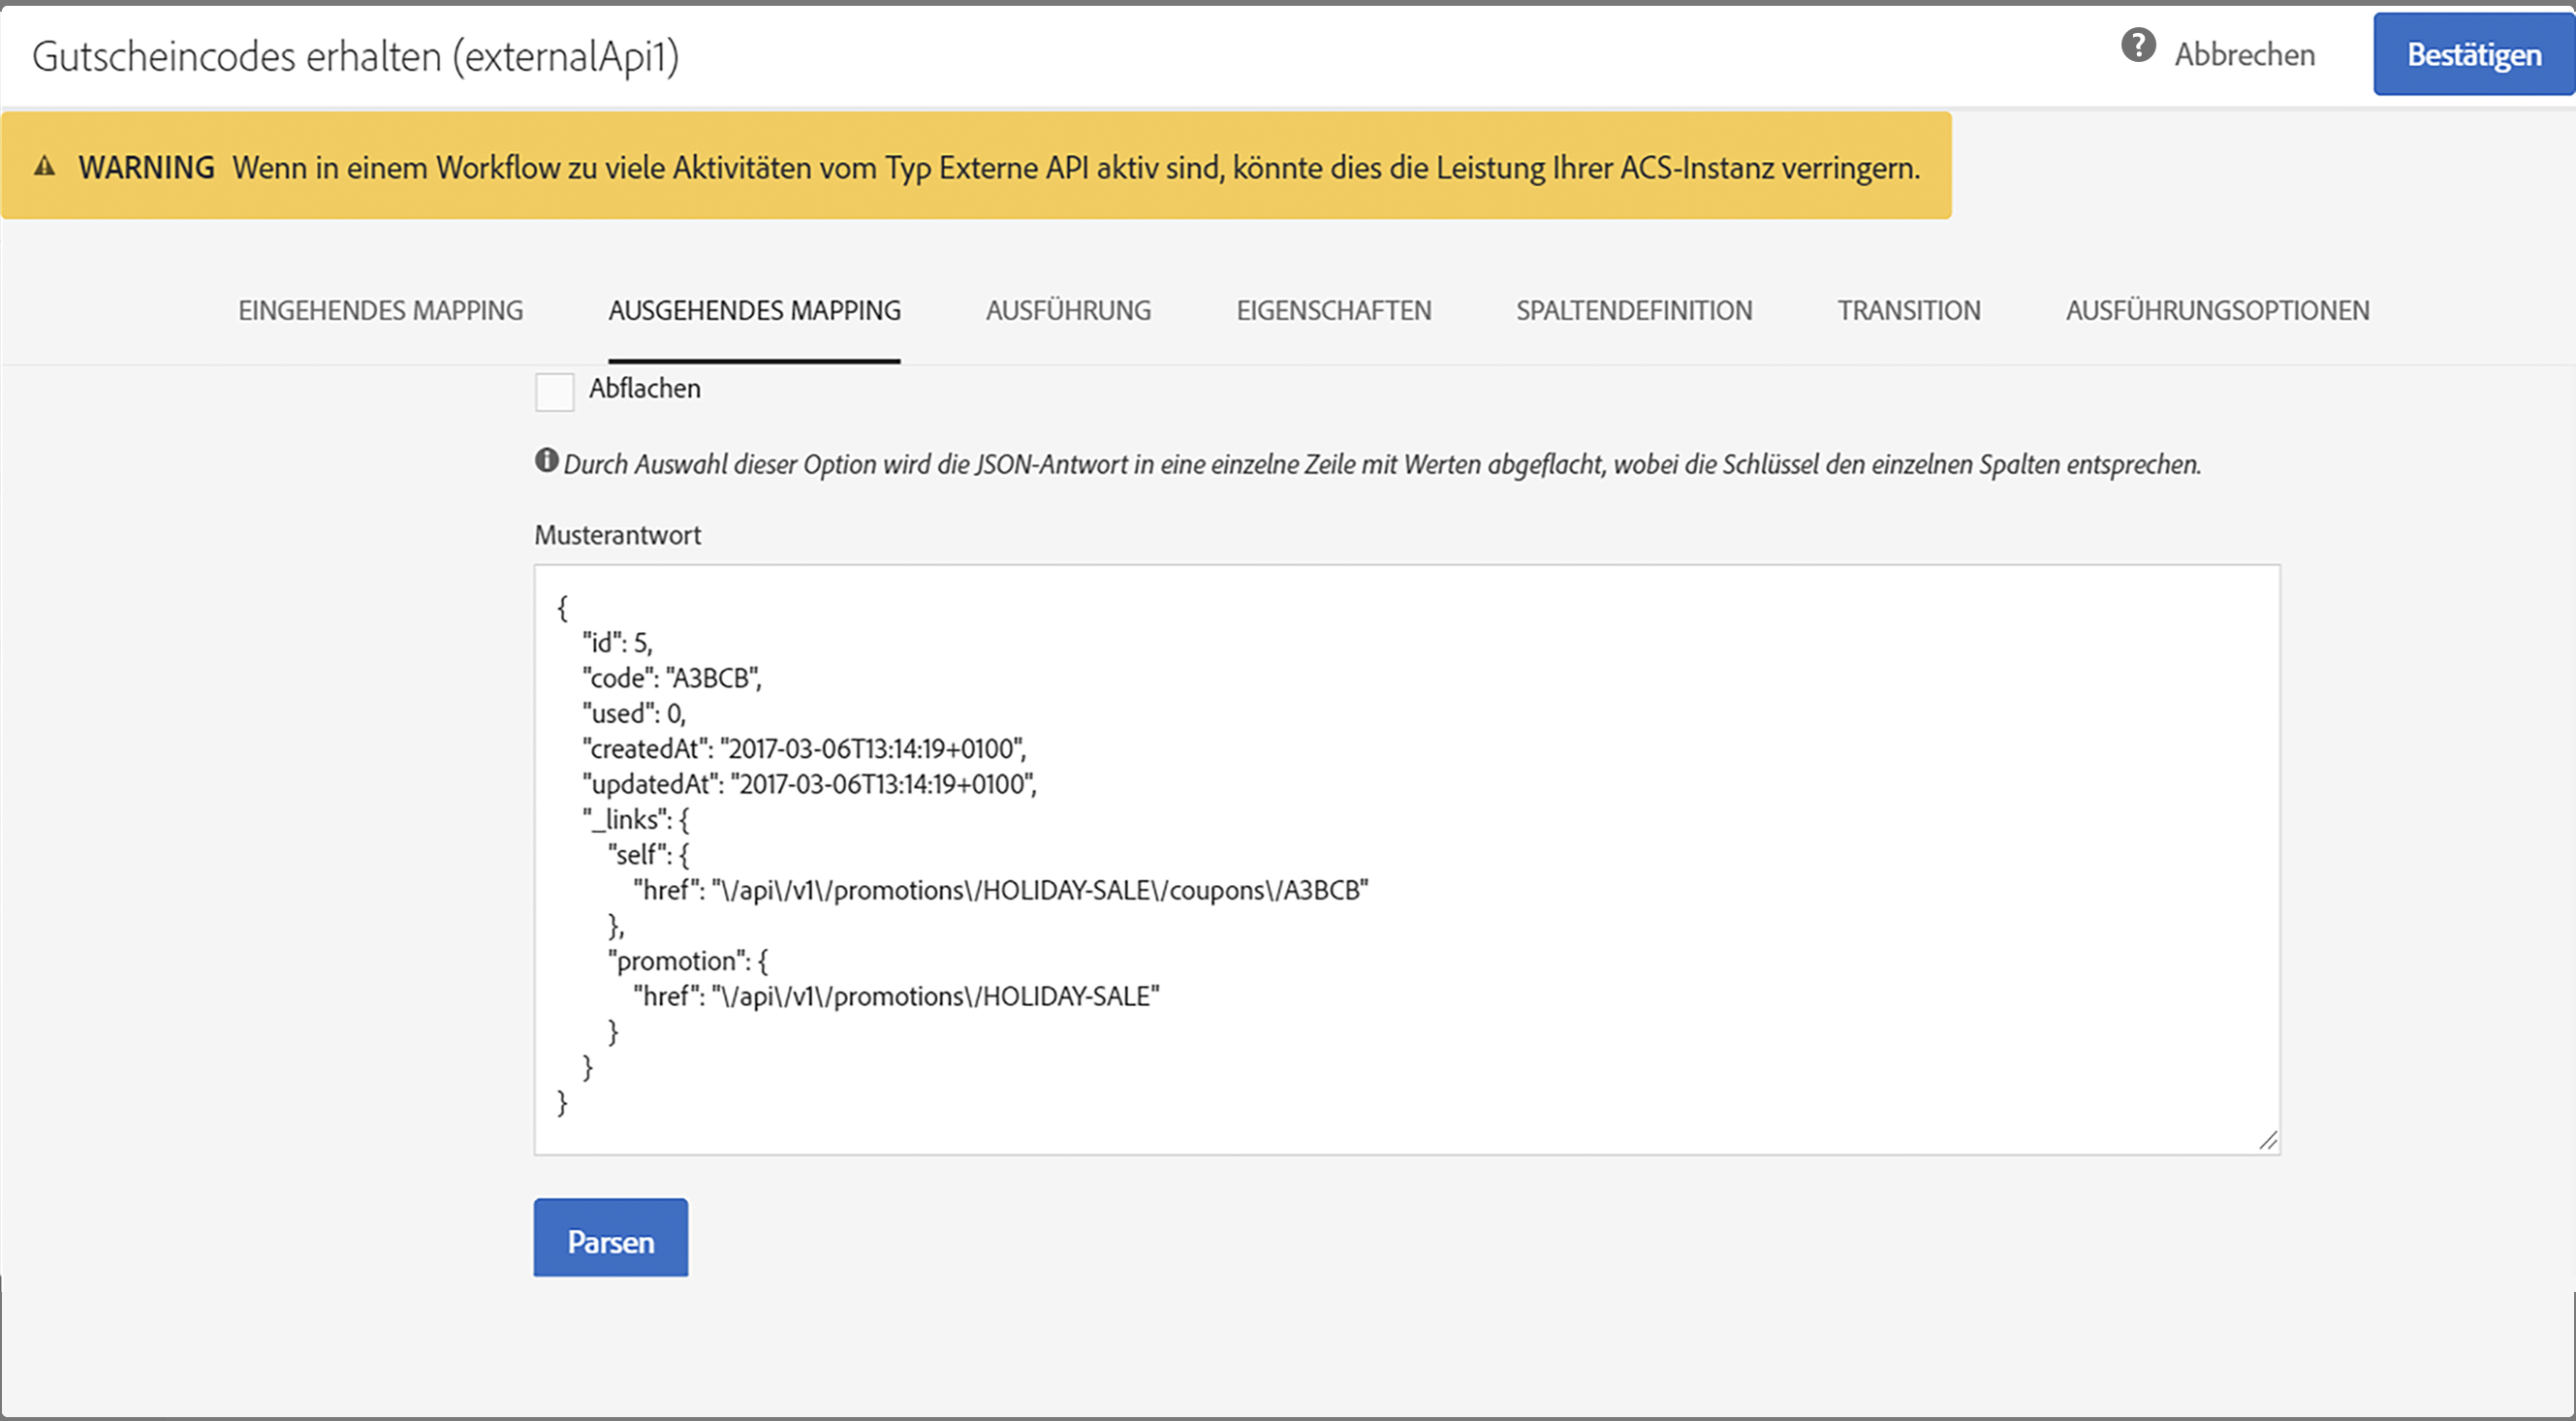 Gutscheincodes erhalten (externalApi1)
Abbrechen
Bestätigen
WARNING Wenn in einem Workflow zu viele Aktivitäten vom Typ Externe API aktiv sind, könnte dies die Leistung Ihrer ACS-Instanz verringern.
EINGEHENDES MAPPING AUSGEHENDES MAPPING AUSFÜHRUNG EIGENSCHAFTEN SPALTENDEFINITION TRANSITION AUSFÜHRUNGSOPTIONEN
Abflachen
Durch Auswahl dieser Option wird die JSON-Antwort in eine einzelne Zeile mit Werten abgeflacht, wobei die Schlüssel den einzelnen Spalten entsprechen.
Musterantwort
{
"id": 5,
"code": "A3BCB",
"used": 0,
"createdAt": "2017-03-06T13:14:19+0100",
"updatedAt": "2017-03-06T13:14:19+0100",
"_links": {
"self": {
"href": "\/api\/v1\/promotions\/HOLIDAY-SALE\/coupons\/A3BCB"
},
"promotion": {
"href": "\/api\/v1\/promotions\/HOLIDAY-SALE"
}
}
}
Parsen